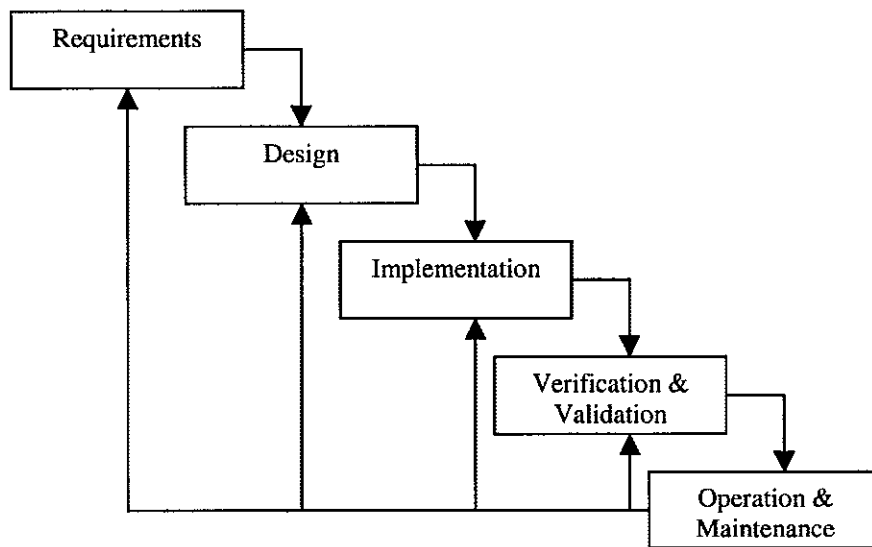 Requirements
Design
Implementation
Verification &
Validation
Operation &
Maintenance